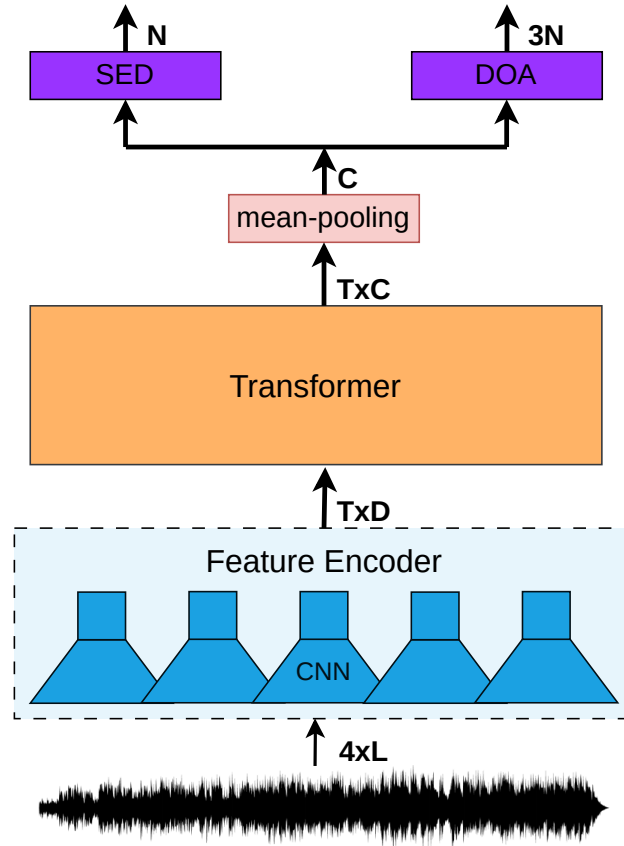 N
3N
SED
DOA
C
mean-pooling
TxC
Transformer
TxD
Feature Encoder
CNN
4xL